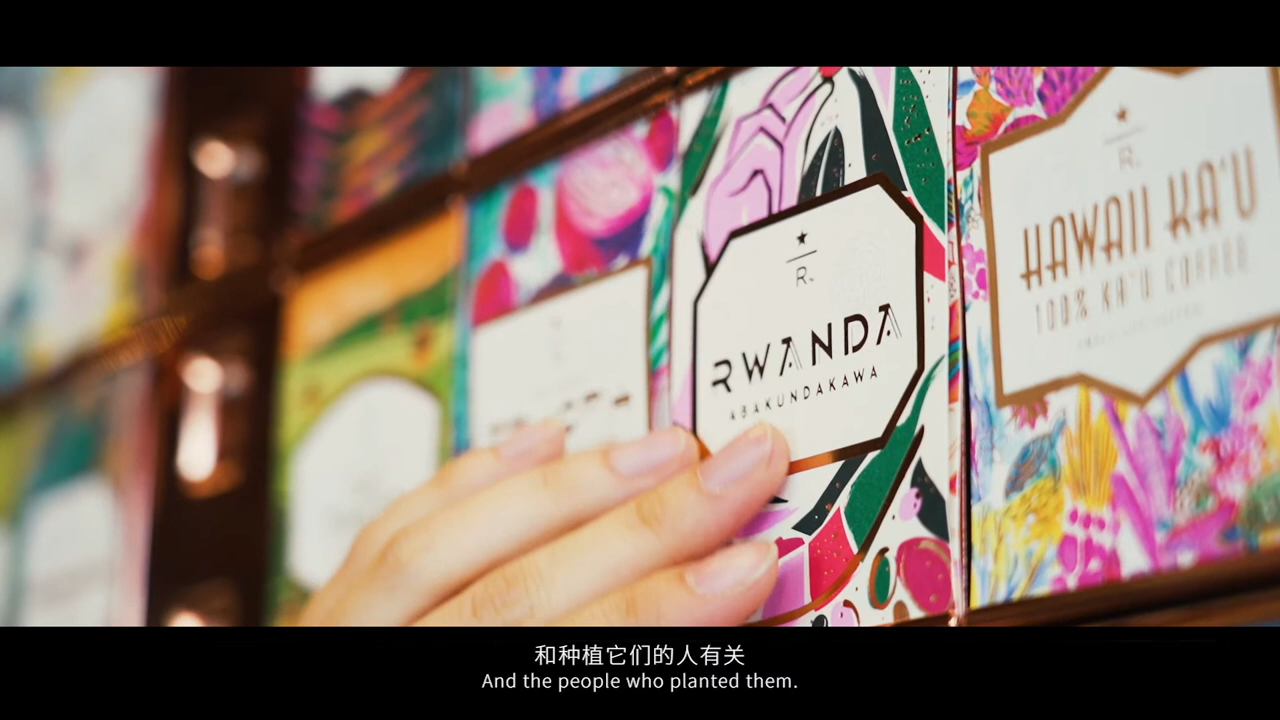 R
RWANDA
ABAKUNDAKAWA
R
HAWAII KA'U
100% KA'U COFFEE
和种植它们的人有关
And the people who planted them.